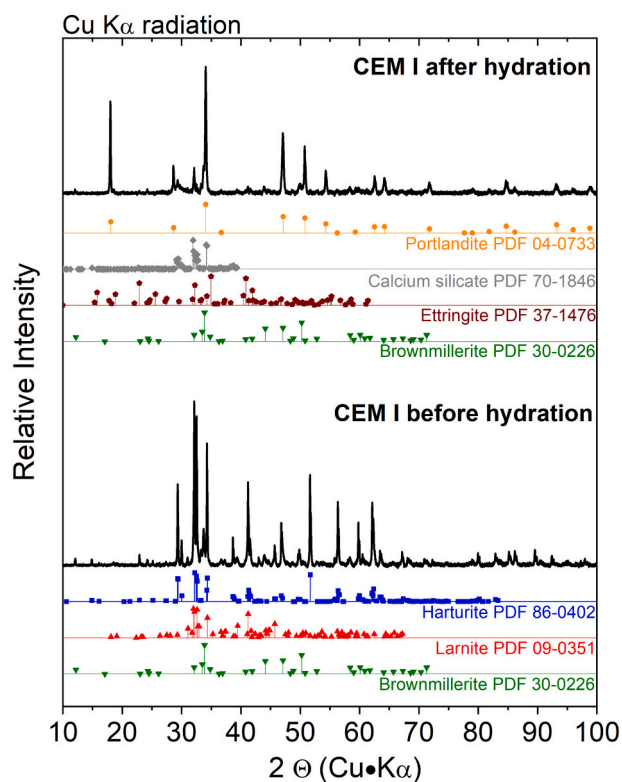 Cu Kα radiation
CEM I after hydration
Portlandite PDF 04-0733
Calcium silicate PDF 70-1846
Ettringite PDF 37-1476
Brownmillerite PDF 30-0226
CEM I before hydration
Harturite PDF 86-0402
Larnite PDF 09-0351
Brownmillerite PDF 30-0226
Relative Intensity
10 20 30 40 50 60 70 80 90 100
2 Θ (Cu•Kα)